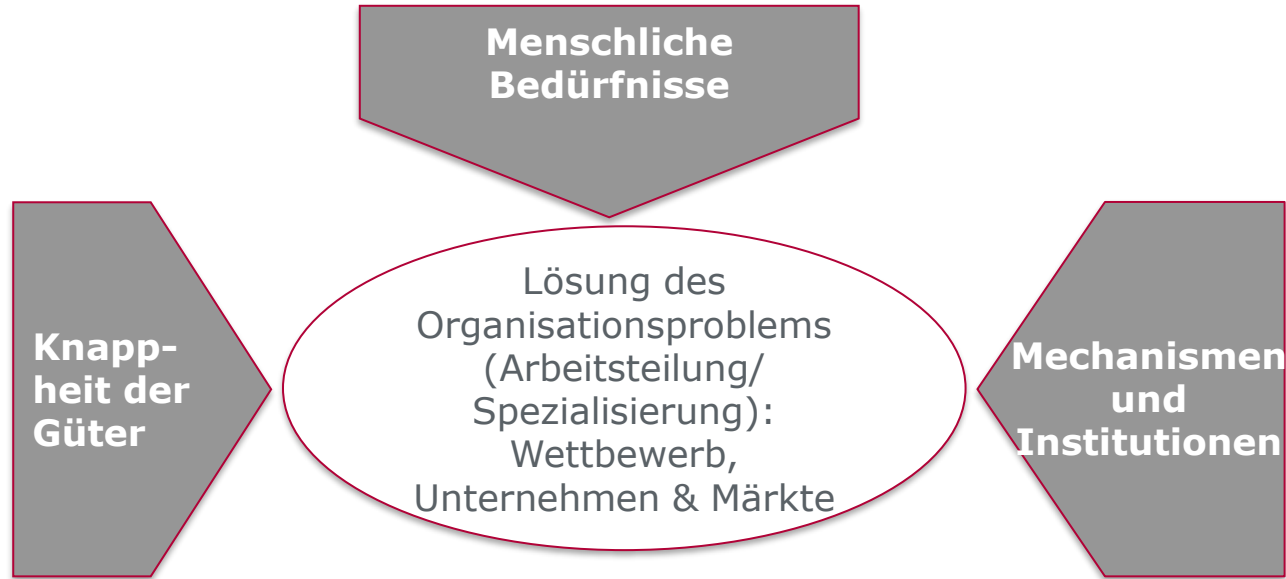 Menschliche
Bedürfnisse
Knapp-
heit der
Güter
Lösung des
Organisationsproblems
(Arbeitsteilung/
Spezialisierung):
Wettbewerb,
Unternehmen & Märkte
Mechanismen
und
Institutionen